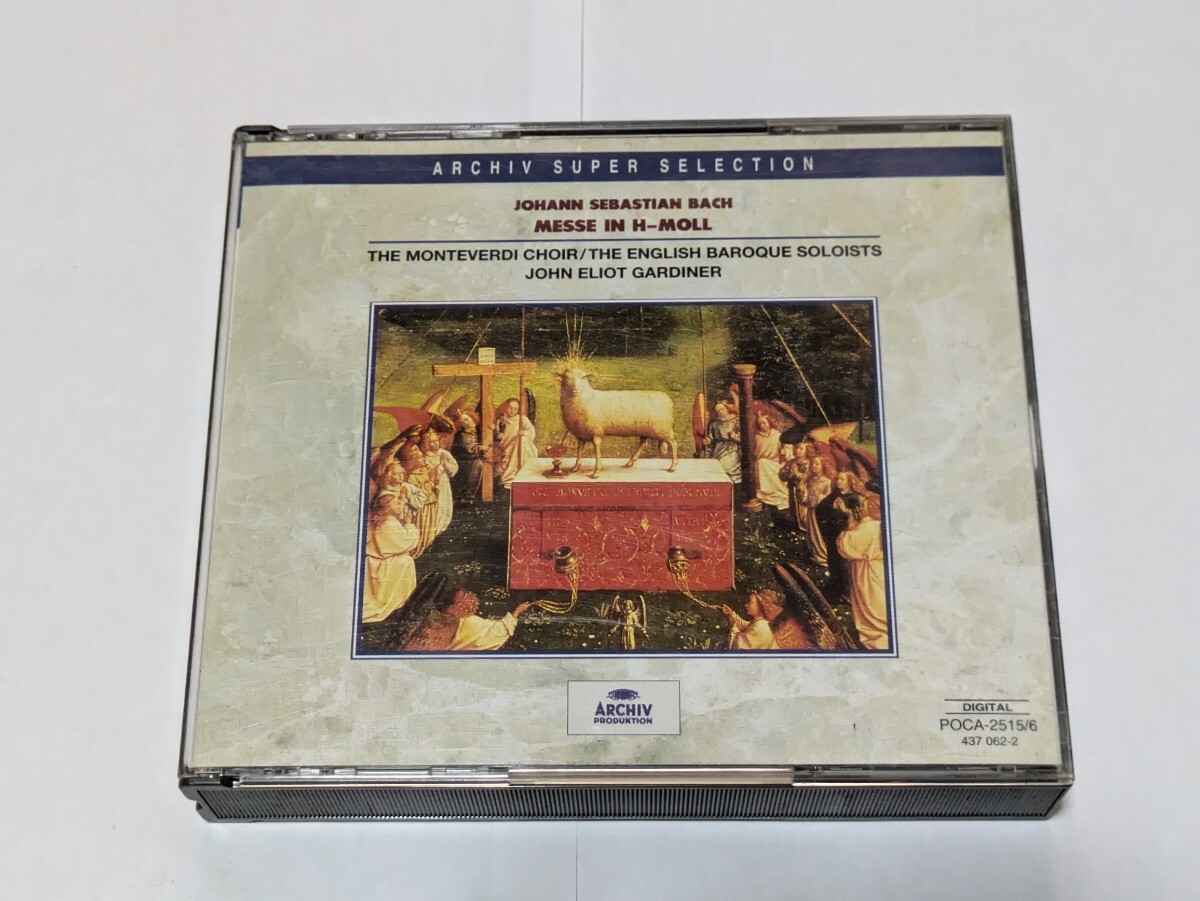 ARCHIV SUPER SELECTION
JOHANN SEBASTIAN BACH
MESSE IN H-MOLL
THE MONTEVERDI CHOIR/THE ENGLISH BAROQUE SOLOISTS
JOHN ELIOT GARDINER
ARCHIV
PRODUKTION
DIGITAL
POCA-2515/6
437 062-2